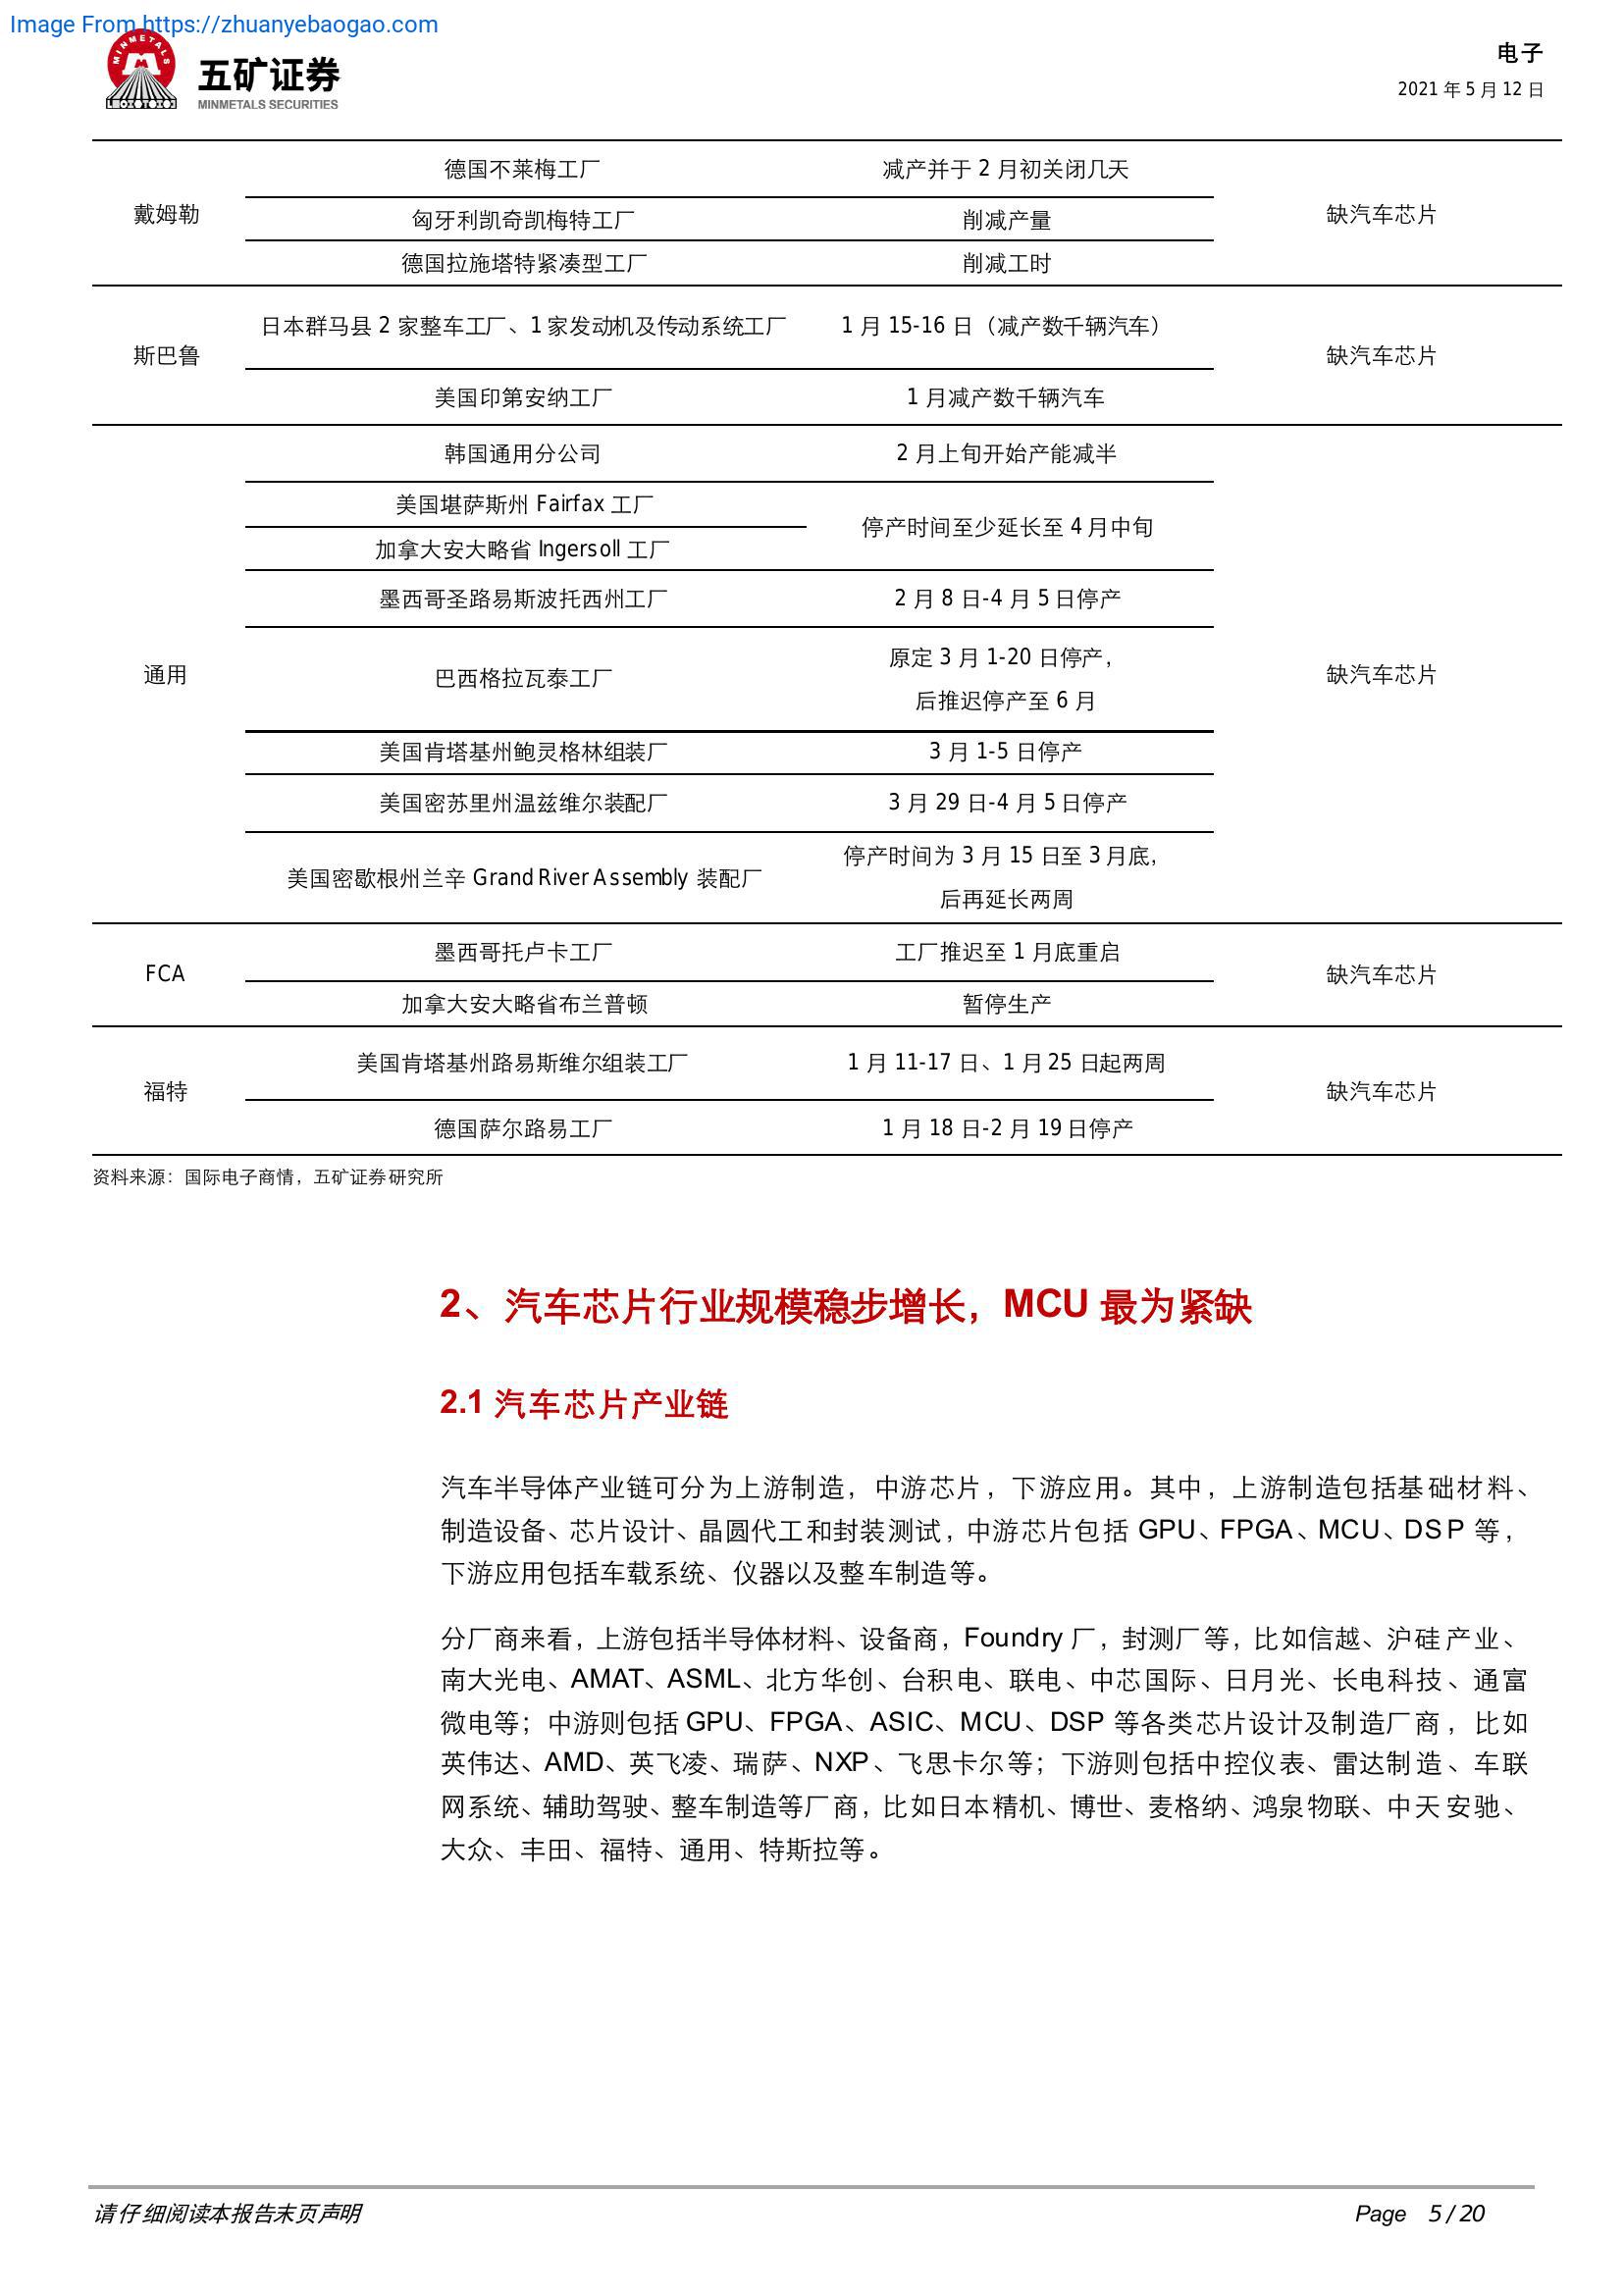 Image From https://zhuanyebaogao.com
MINMETALS
五矿证券
MINMETALS SECURITIES
电子
2021 年 5 月 12 日
戴姆勒
德国不莱梅工厂 减产并于 2 月初关闭几天
匈牙利凯奇凯梅特工厂 削减产量
德国拉施塔特紧凑型工厂 削减工时
缺汽车芯片
斯巴鲁
日本群马县 2 家整车工厂、1 家发动机及传动系统工厂 1 月 15-16 日（减产数千辆汽车）
美国印第安纳工厂 1 月减产数千辆汽车
缺汽车芯片
通用
韩国通用分公司 2 月上旬开始产能减半
美国堪萨斯州 Fairfax 工厂
加拿大安大略省 Ingersoll 工厂
停产时间至少延长至 4 月中旬
墨西哥圣路易斯波托西州工厂 2 月 8 日-4 月 5 日停产
巴西格拉瓦泰工厂
原定 3 月 1-20 日停产，
后推迟停产至 6 月
美国肯塔基州鲍灵格林组装厂 3 月 1-5 日停产
美国密苏里州温兹维尔装配厂 3 月 29 日-4 月 5 日停产
美国密歇根州兰辛 Grand River Assembly 装配厂
停产时间为 3 月 15 日至 3 月底，
后再延长两周
缺汽车芯片
FCA
墨西哥托卢卡工厂 工厂推迟至 1 月底重启
加拿大安大略省布兰普顿 暂停生产
缺汽车芯片
福特
美国肯塔基州路易斯维尔组装工厂 1 月 11-17 日、1 月 25 日起两周
德国萨尔路易工厂 1 月 18 日-2 月 19 日停产
缺汽车芯片
资料来源：国际电子商情，五矿证券研究所
2、汽车芯片行业规模稳步增长，MCU 最为紧缺
2.1 汽车芯片产业链
汽车半导体产业链可分为上游制造，中游芯片，下游应用。其中，上游制造包括基础材料、
制造设备、芯片设计、晶圆代工和封装测试，中游芯片包括 GPU、FPGA、MCU、DSP 等，
下游应用包括车载系统、仪器以及整车制造等。
分厂商来看，上游包括半导体材料、设备商，Foundry 厂，封测厂等，比如信越、沪硅产业、
南大光电、AMAT、ASML、北方华创、台积电、联电、中芯国际、日月光、长电科技、通富
微电等；中游则包括 GPU、FPGA、ASIC、MCU、DSP 等各类芯片设计及制造厂商，比如
英伟达、AMD、英飞凌、瑞萨、NXP、飞思卡尔等；下游则包括中控仪表、雷达制造、车联
网系统、辅助驾驶、整车制造等厂商，比如日本精机、博世、麦格纳、鸿泉物联、中天安驰、
大众、丰田、福特、通用、特斯拉等。
请仔细阅读本报告末页声明
Page 5 / 20